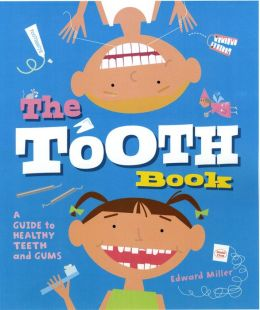 The
TOOTH
Book
A
GUIDE to
HEALTHY
TEETH
and GUMS
Edward Miller